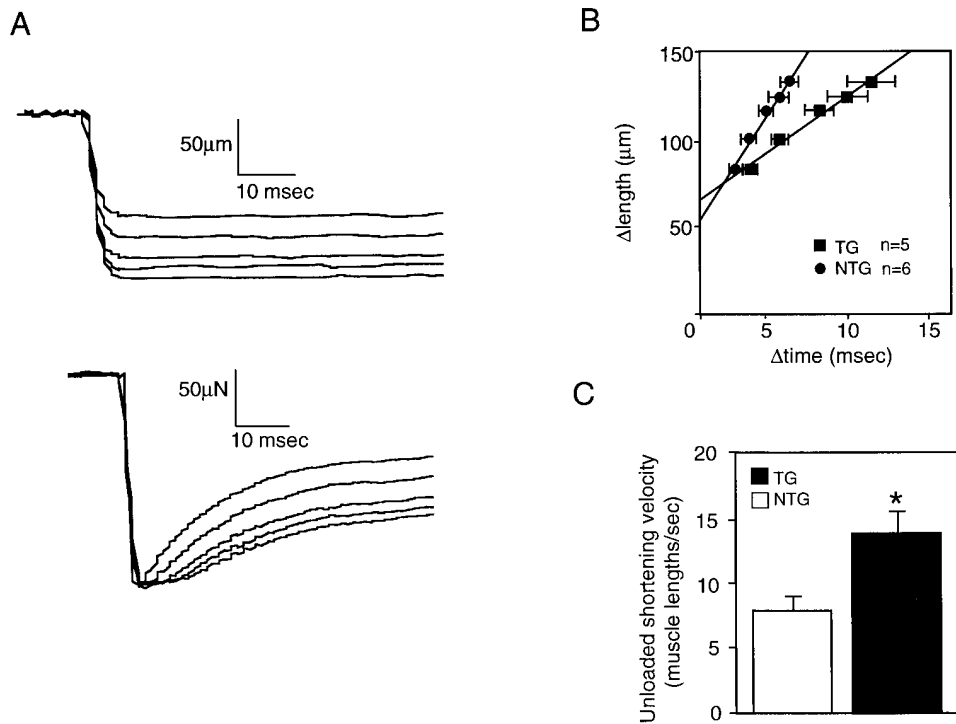 A
50μm
10 msec
50μN
10 msec
B
150
100
50
0
5
10
15
Δlength (μm)
Δtime (msec)
TG n=5
NTG n=6
C
20
15
10
5
0
Unloaded shortening velocity
(muscle lengths/sec)
TG
NTG
*